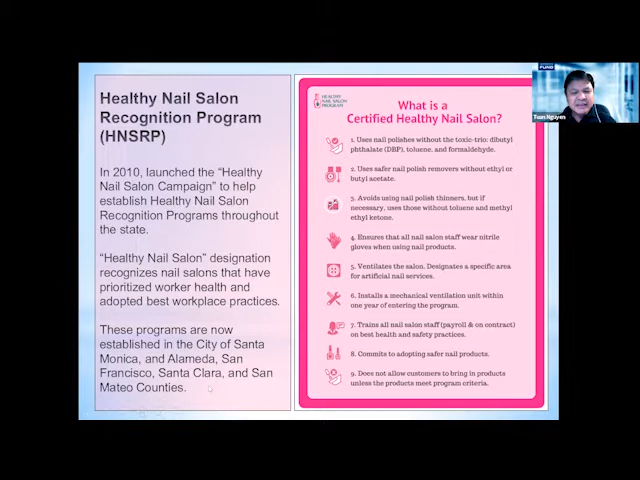 Healthy Nail Salon
Recognition Program
(HNSRP)
In 2010, launched the "Healthy
Nail Salon Campaign" to help
establish Healthy Nail Salon
Recognition Programs throughout
the state.
"Healthy Nail Salon" designation
recognizes nail salons that have
prioritized worker health and
adopted best workplace practices.
These programs are now
established in the City of Santa
Monica, and Alameda, San
Francisco, Santa Clara, and San
Mateo Counties.
HEALTHY
NAIL SALON
PROGRAM
What is a
Certified Healthy Nail Salon?
1. Uses nail polishes without the toxic-trio: dibutyl
phthalate (DBP), toluene, and formaldehyde.
2. Uses safer nail polish removers without ethyl or
butyl acetate.
3. Avoids using nail polish thinners, but if
necessary, uses those without toluene and methyl
ethyl ketone.
4. Ensures that all nail salon staff wear nitrile
gloves when using nail products.
5. Ventilates the salon. Designates a specific area
for artificial nail services.
6. Installs a mechanical ventilation unit within
one year of entering the program.
7. Trains all nail salon staff (payroll & on contract)
on best health and safety practices.
8. Commits to adopting safer nail products.
9. Does not allow customers to bring in products
unless the products meet program criteria.
FUND
Tuan Nguyen